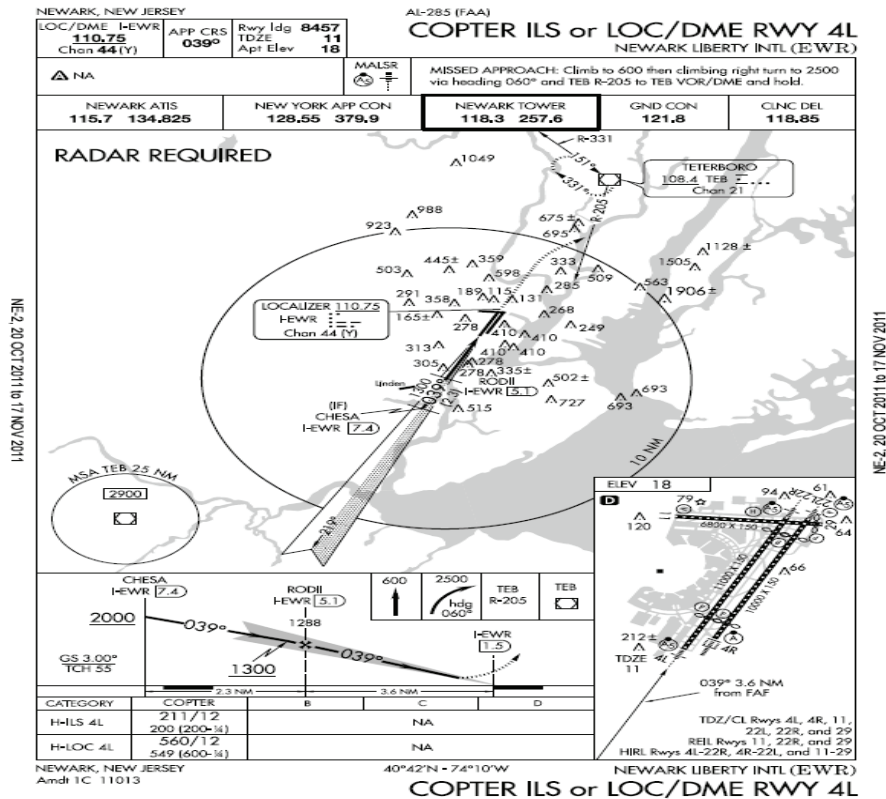 NEWARK, NEW JERSEY
AL-285 (FAA)
COPTER ILS or LOC/DME RWY 4L
NEWARK LIBERTY INTL (EWR)
LOC/DME I-EWR
110.75
Chan 44 (Y)
APP CRS
039°
Rwy ldg 8457
TDZE 11
Apt Elev 18
NA
MALSR
MISSED APPROACH: Climb to 600 then climbing right turn to 2500
via heading 060° and TEB R-205 to TEB VOR/DME and hold.
NEWARK ATIS
115.7 134.825
NEW YORK APP CON
128.55 379.9
NEWARK TOWER
118.3 257.6
GND CON
121.8
CLNC DEL
118.85
RADAR REQUIRED
R-331
151°
331°
1049
TETERBORO
108.4 TEB
Chan 21
R-205
988
923
675±
695
1128±
1505
445±
359
503
598
333
509
563
1906±
285
291
358
189
115
131
LOCALIZER 110.75
I-EWR
Chan 44 (Y)
165±
278
268
249
410
410
410
410
313
305
278
278
335±
RODII
I-EWR 5.1
502±
Linden
1300
039°
(2.3)
(IF)
CHESA
I-EWR 7.4
515
727
693
693
10 NM
219°
MSA TEB 25 NM
2900
ELEV 18
D
79
94
22L
22R
61
120
6800 X 150
29
64
66
11000 X 150
10000 X 150
212±
TDZE
11
4L
4R
A
039° 3.6 NM
from FAF
TDZ/CL Rwys 4L, 4R, 11,
22L, 22R, and 29
REIL Rwys 11, 22R, and 29
HIRL Rwys 4L-22R, 4R-22L, and 11-29
CHESA
I-EWR 7.4
RODII
I-EWR 5.1
600
2500
hdg
060°
TEB
R-205
TEB
2000
1288
039°
039°
I-EWR
1.5
GS 3.00°
TCH 55
1300
2.3 NM
3.6 NM
CATEGORY
COPTER
B
C
D
H-ILS 4L
211/12
200 (200-¼)
NA
H-LOC 4L
560/12
549 (600-¼)
NA
NEWARK, NEW JERSEY
Amdt 1C 11013
40°42'N - 74°10'W
NEWARK LIBERTY INTL (EWR)
COPTER ILS or LOC/DME RWY 4L
NE-2, 20 OCT 2011 to 17 NOV 2011
NE-2, 20 OCT 2011 to 17 NOV 2011